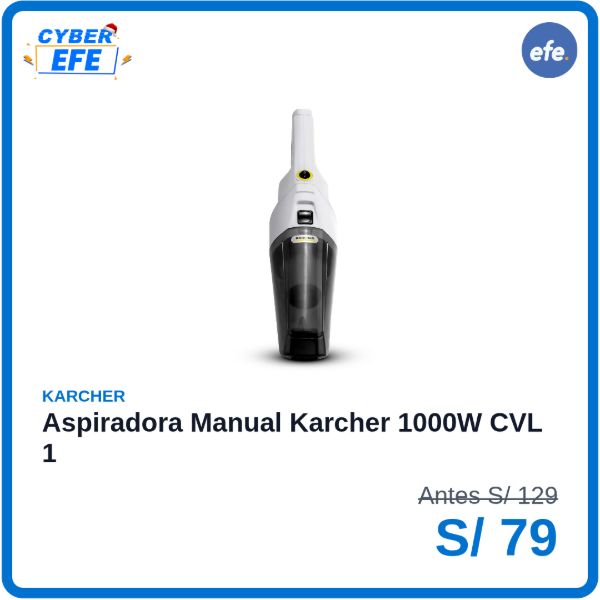 CYBER
EFE
efe.
KARCHER
Aspiradora Manual Karcher 1000W CVL
1
Antes S/ 129
S/ 79